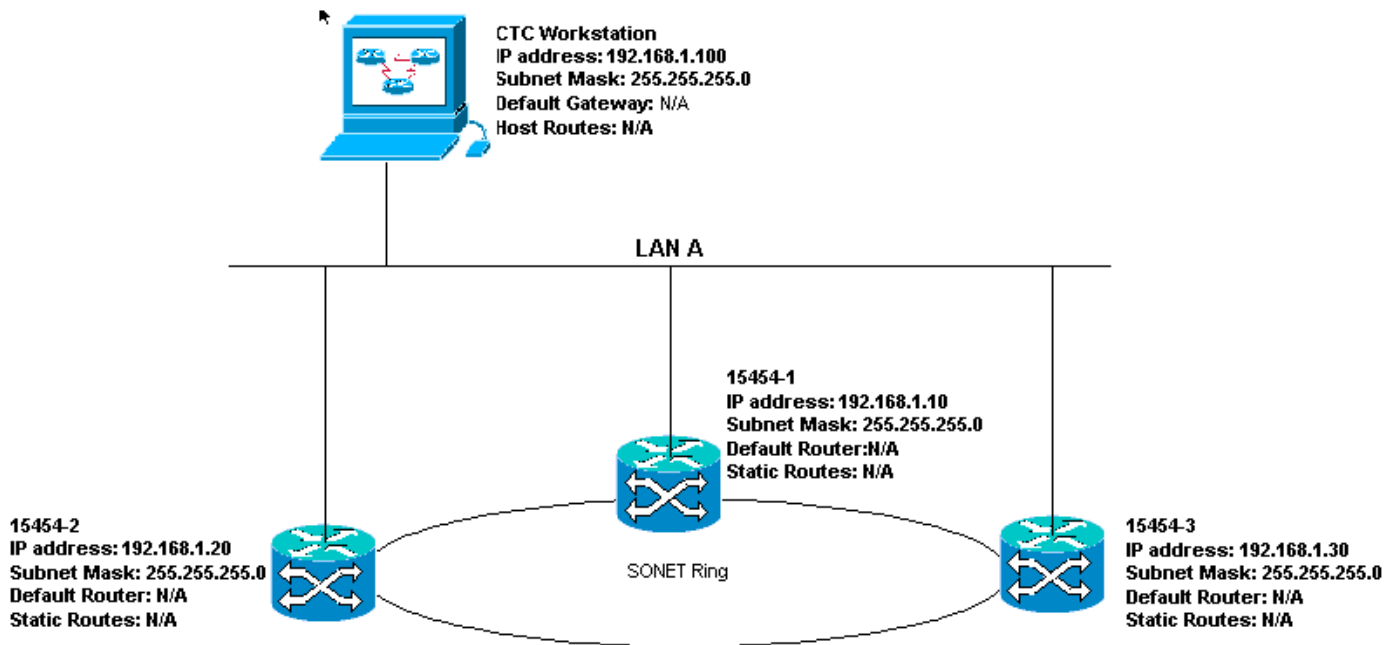 CTC Workstation
IP address: 192.168.1.100
Subnet Mask: 255.255.255.0
Default Gateway: N/A
Host Routes: N/A
LAN A
15454-1
IP address: 192.168.1.10
Subnet Mask: 255.255.255.0
Default Router:N/A
Static Routes: N/A
15454-2
IP address: 192.168.1.20
Subnet Mask: 255.255.255.0
Default Router: N/A
Static Routes: N/A
SONET Ring
15454-3
IP address: 192.168.1.30
Subnet Mask: 255.255.255.0
Default Router: N/A
Static Routes: N/A